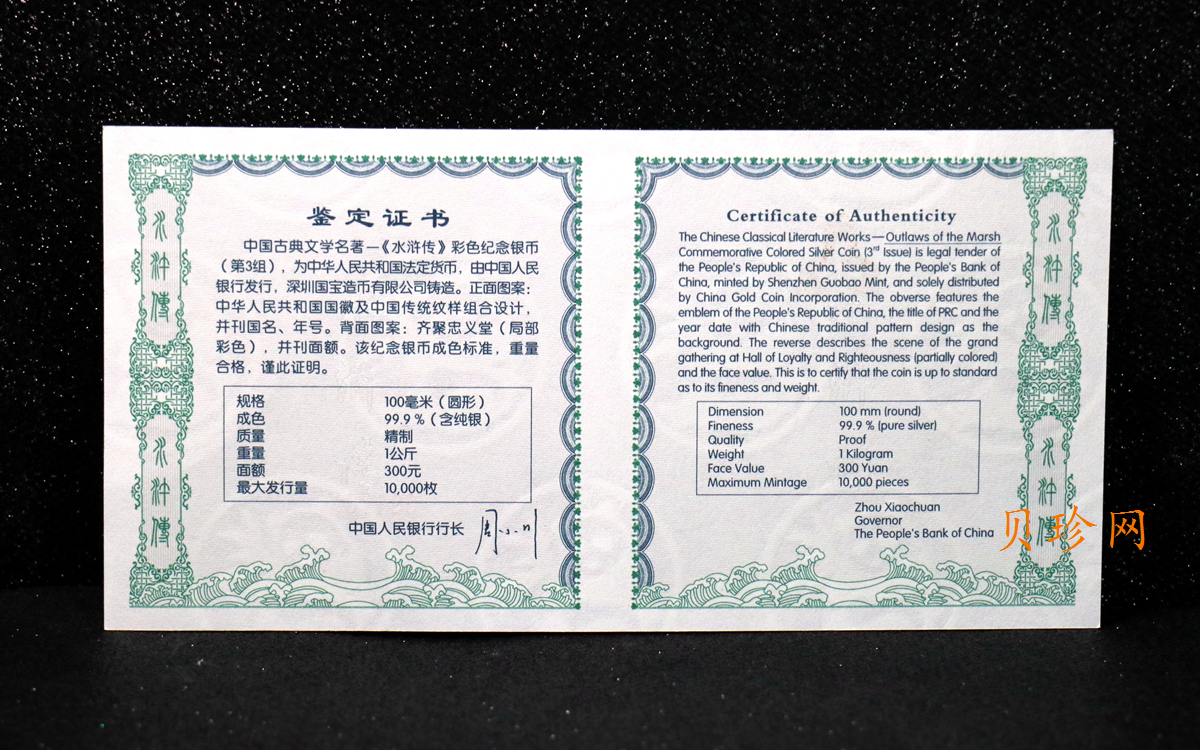 鉴定证书
中国古典文学名著—《水浒传》彩色纪念银币
（第3组），为中华人民共和国法定货币，由中国人民
银行发行，深圳国宝造币有限公司铸造。正面图案：
中华人民共和国国徽及中国传统纹样组合设计，
并刊国名、年号。背面图案：齐聚忠义堂（局部
彩色），并刊面额。该纪念银币成色标准，重量
合格，谨此证明。
规格 100毫米（圆形）
成色 99.9％（含纯银）
质量 精制
重量 1公斤
面额 300元
最大发行量 10,000枚
中国人民银行行长
水浒傳
水浒傳
Certificate of Authenticity
The Chinese Classical Literature Works—Outlaws of the Marsh
Commemorative Colored Silver Coin (3rd Issue) is legal tender of
the People's Republic of China, issued by the People's Bank of
China, minted by Shenzhen Guobao Mint, and solely distributed
by China Gold Coin Incorporation. The obverse features the
emblem of the People's Republic of China, the title of PRC and the
year date with Chinese traditional pattern design as the
background. The reverse describes the scene of the grand
gathering at Hall of Loyalty and Righteousness (partially colored)
and the face value. This is to certify that the coin is up to standard
as to its fineness and weight.
Dimension 100 mm (round)
Fineness 99.9 % (pure silver)
Quality Proof
Weight 1 Kilogram
Face Value 300 Yuan
Maximum Mintage 10,000 pieces
Zhou Xiaochuan
Governor
The People's Bank of China
水浒傳
水浒傳
贝珍网